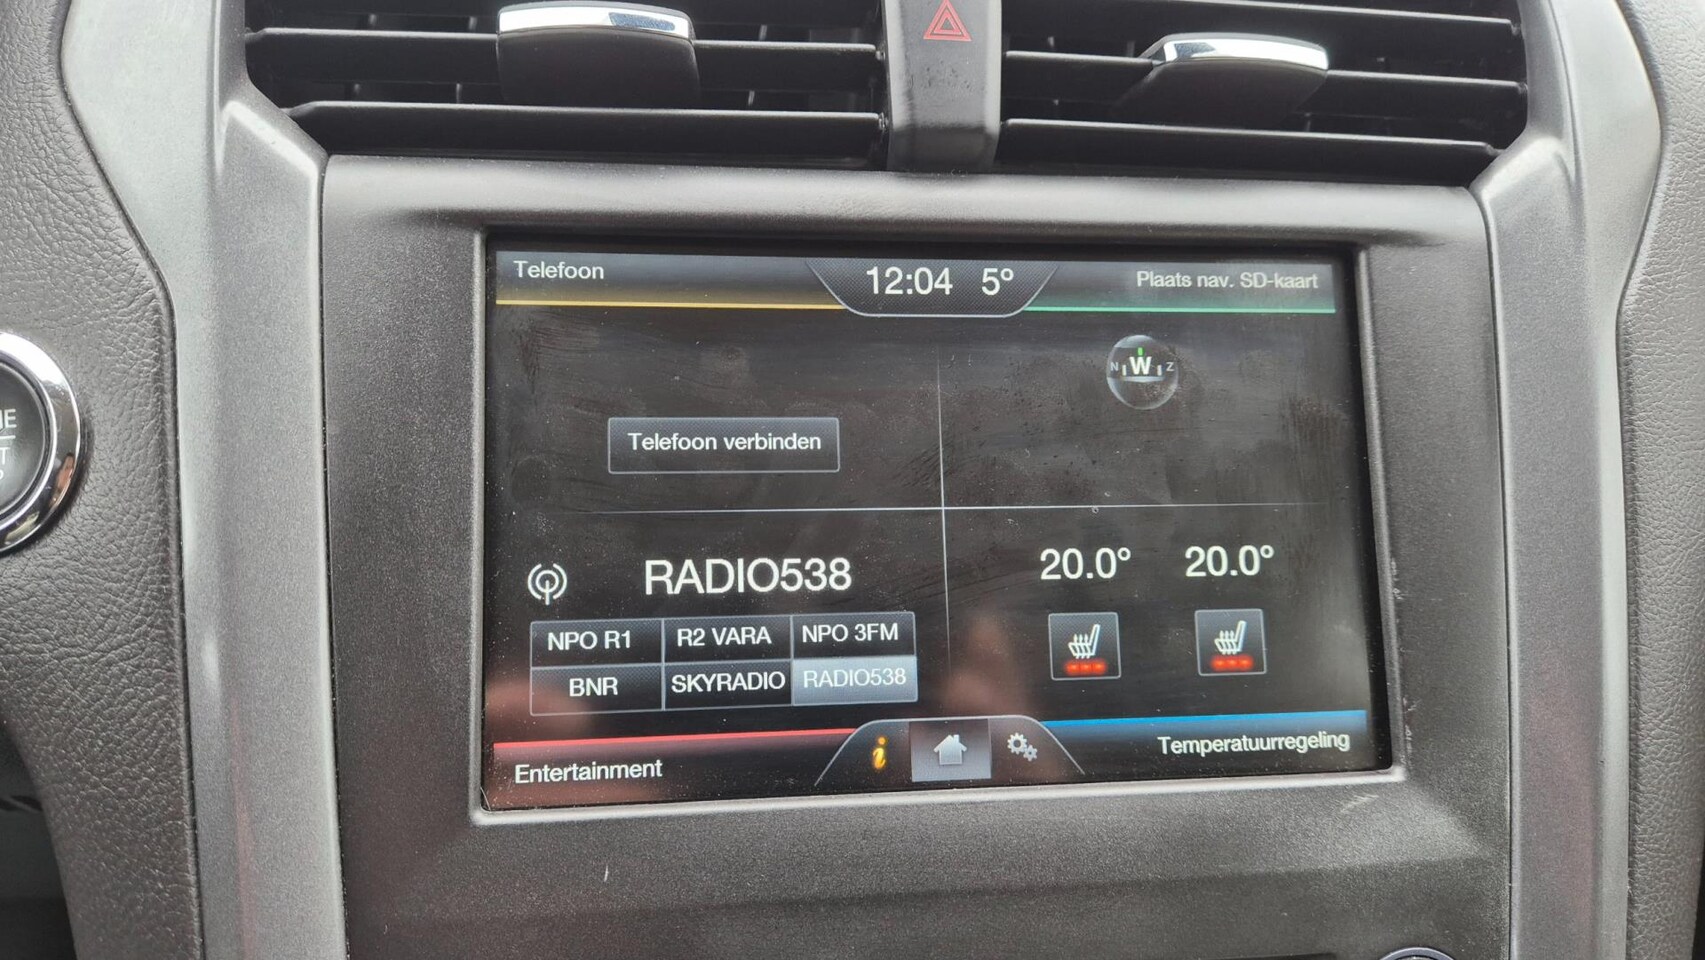 Telefoon
12:04 5°
Plaats nav. SD-kaart
N W Z
Telefoon verbinden
RADIO538
20.0° 20.0°
NPO R1 R2 VARA NPO 3FM
BNR SKYRADIO RADIO538
Entertainment
i
Temperatuurregeling